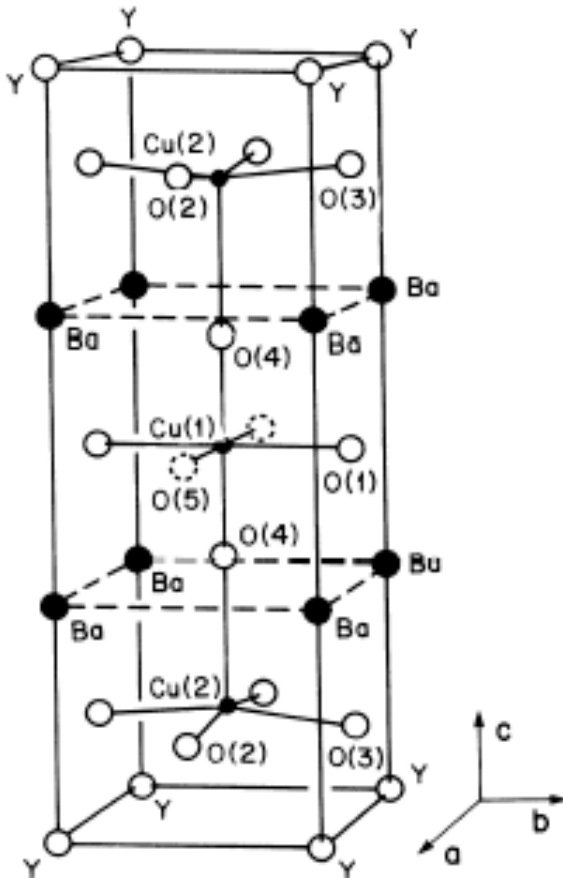 Y
Y
Y
Y
Cu(2)
O(2)
O(3)
Ba
Ba
Ba
O(4)
Cu(1)
O(1)
O(5)
O(4)
Ba
Bu
Ba
Ba
Cu(2)
O(2)
O(3)
Y
Y
Y
Y
c
b
a